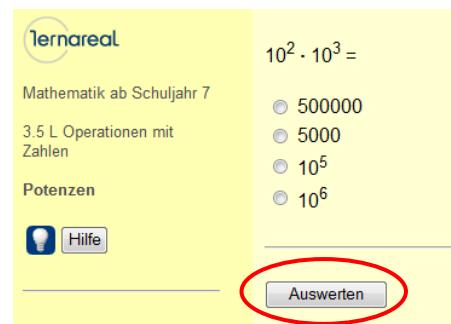 lernareal
Mathematik ab Schuljahr 7
3.5 L Operationen mit
Zahlen
Potenzen
Hilfe
10² · 10³ =
500000
5000
10⁵
10⁶
Auswerten